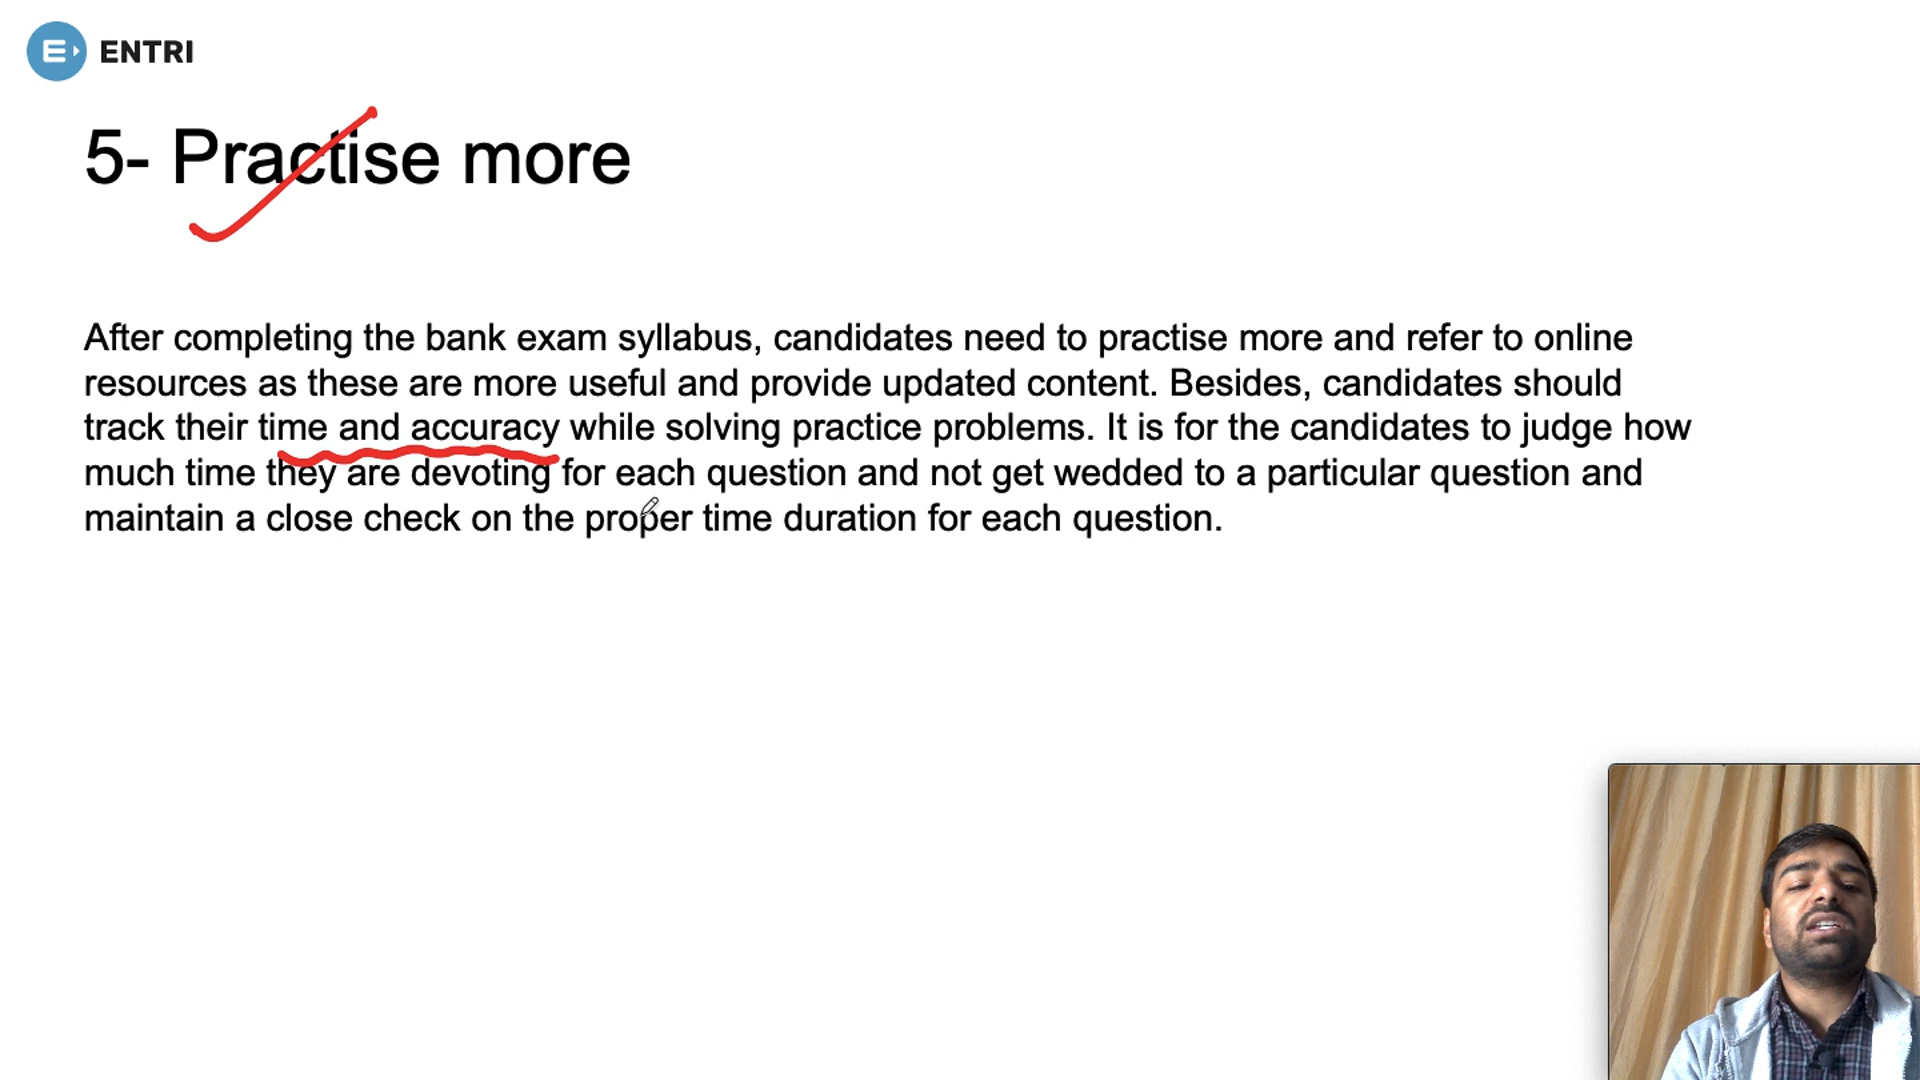 ENTRI
5- Practise more
After completing the bank exam syllabus, candidates need to practise more and refer to online
resources as these are more useful and provide updated content. Besides, candidates should
track their time and accuracy while solving practice problems. It is for the candidates to judge how
much time they are devoting for each question and not get wedded to a particular question and
maintain a close check on the proper time duration for each question.